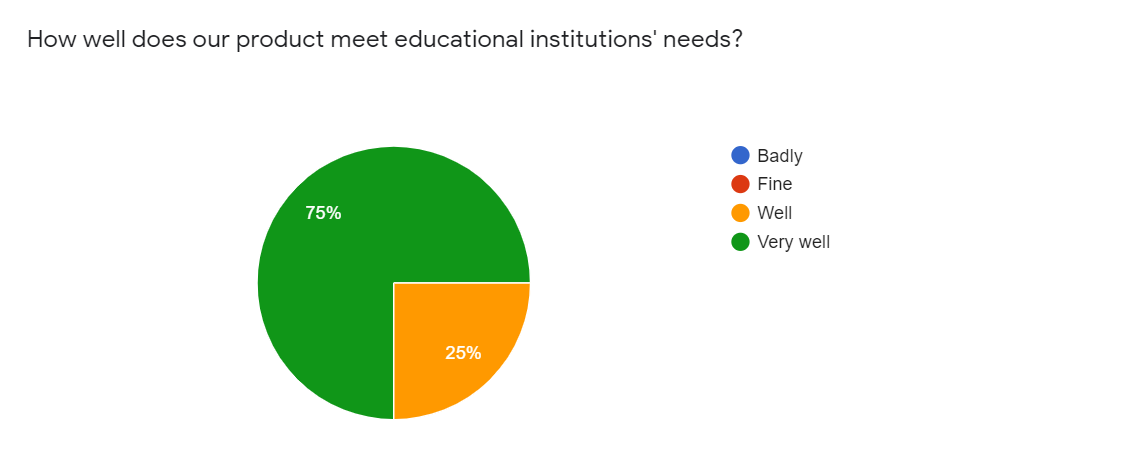 How well does our product meet educational institutions' needs?
Badly
Fine
Well
Very well
75%
25%